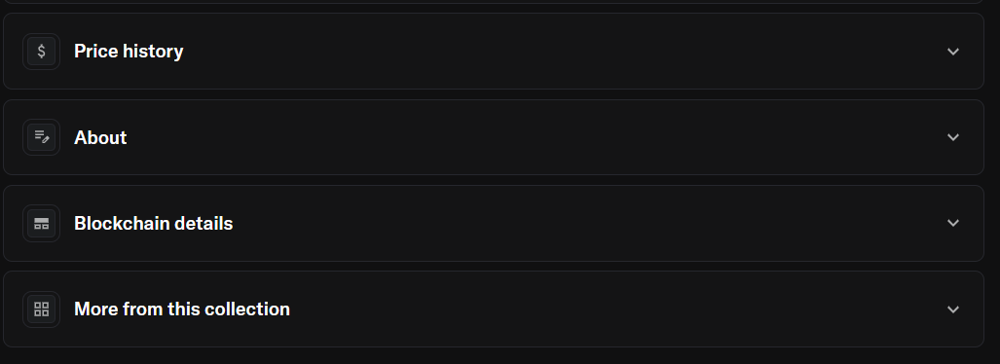 Price history
About
Blockchain details
More from this collection